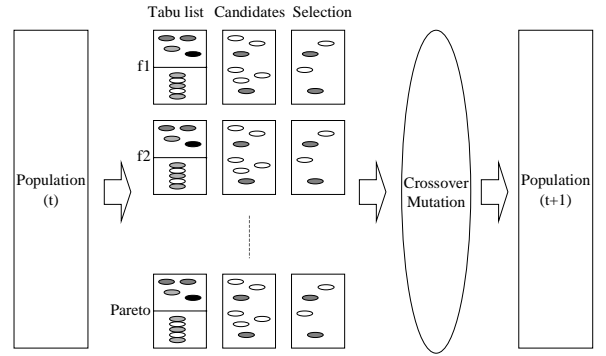 Tabu list Candidates Selection
f1
f2
Population
(t)
Crossover
Mutation
Population
(t+1)
Pareto